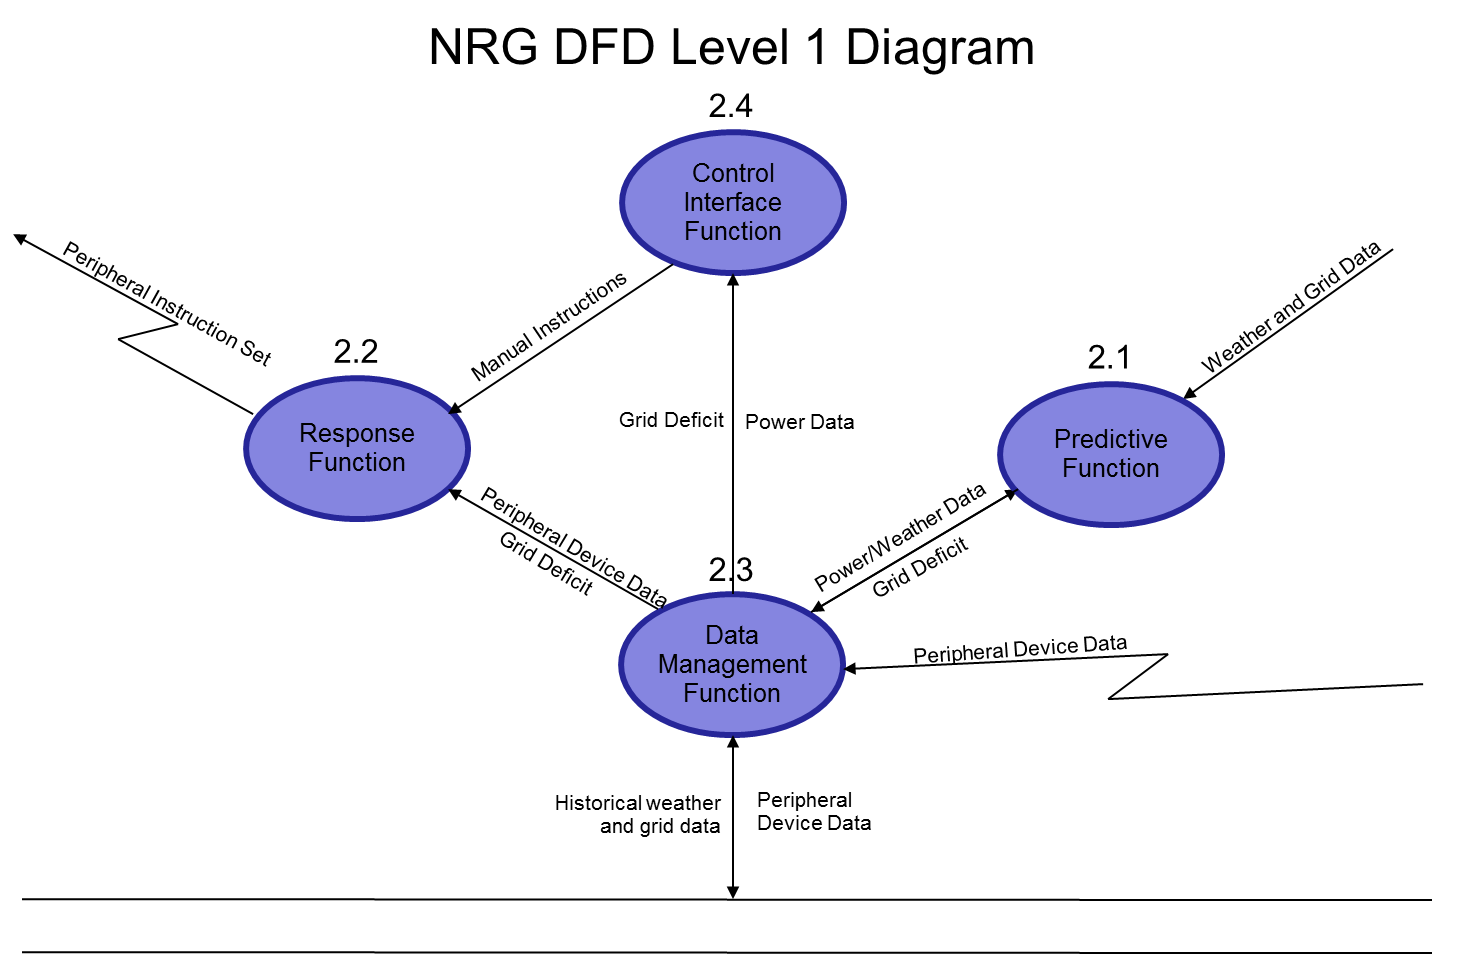 NRG DFD Level 1 Diagram
2.4
Control
Interface
Function
Peripheral Instruction Set
Manual Instructions
Weather and Grid Data
2.2
Response
Function
2.1
Predictive
Function
Grid Deficit
Power Data
Peripheral Device Data
Grid Deficit
Power/Weather Data
Grid Deficit
2.3
Data
Management
Function
Peripheral Device Data
Historical weather
and grid data
Peripheral
Device Data